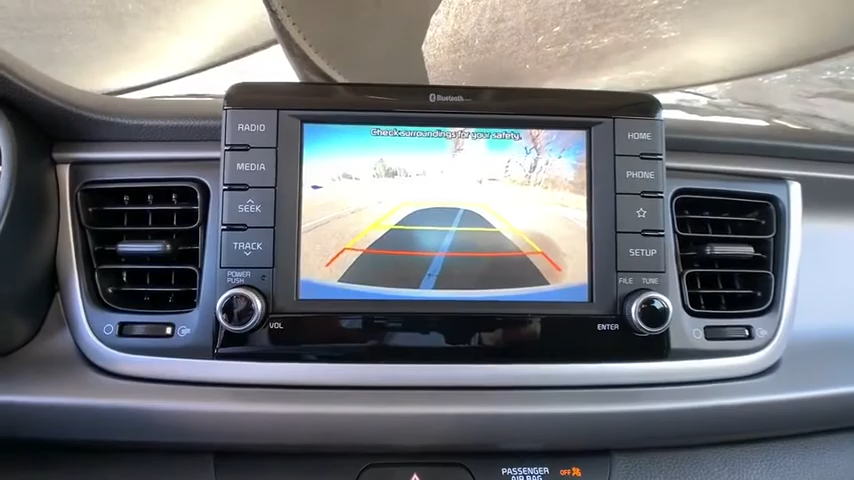 Bluetooth
Check surroundings for your safety.
RADIO
MEDIA
SEEK
TRACK
POWER
PUSH
VOL
HOME
PHONE
SETUP
FILE TUNE
ENTER
PASSENGER
AIR BAG
OFF